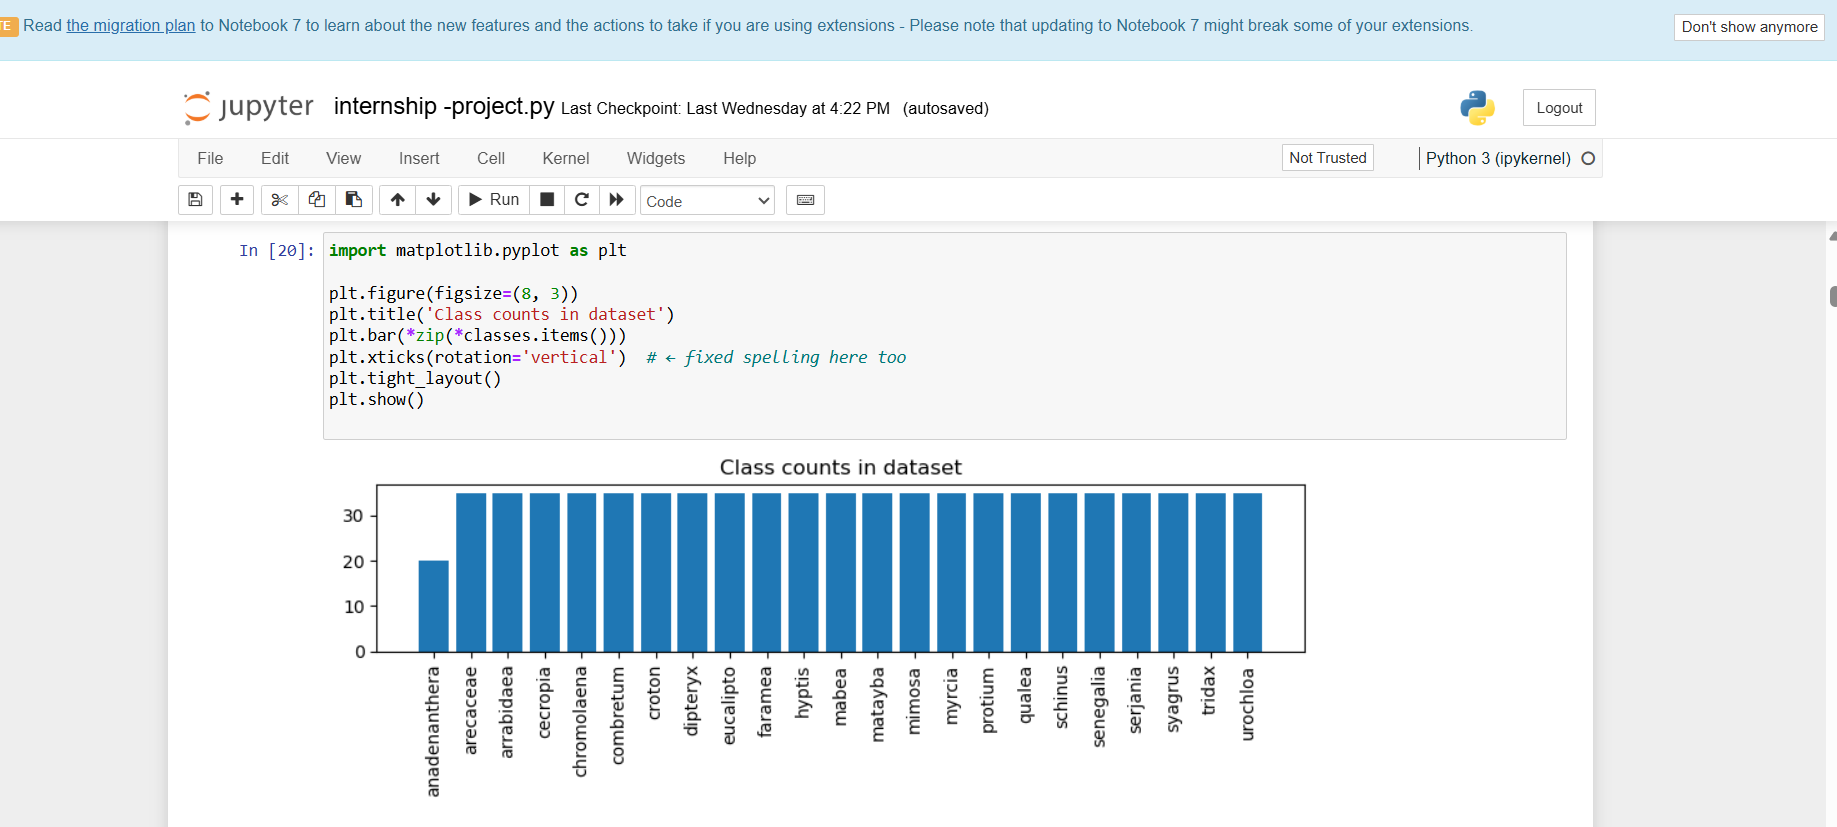 TE Read the migration plan to Notebook 7 to learn about the new features and the actions to take if you are using extensions - Please note that updating to Notebook 7 might break some of your extensions. Don't show anymore
jupyter internship -project.py Last Checkpoint: Last Wednesday at 4:22 PM (autosaved) Logout
File Edit View Insert Cell Kernel Widgets Help Not Trusted Python 3 (ipykernel)
Run Code
In [20]: import matplotlib.pyplot as plt
plt.figure(figsize=(8, 3))
plt.title('Class counts in dataset')
plt.bar(*zip(*classes.items()))
plt.xticks(rotation='vertical')  # ← fixed spelling here too
plt.tight_layout()
plt.show()
Class counts in dataset
30
20
10
0
anadenanthera
arecaceae
arrabidaea
cecropia
chromolaena
combretum
croton
dipteryx
eucalipto
faramea
hyptis
mabea
matayba
mimosa
myrcia
protium
qualea
schinus
senegalia
serjania
syagrus
tridax
urochloa